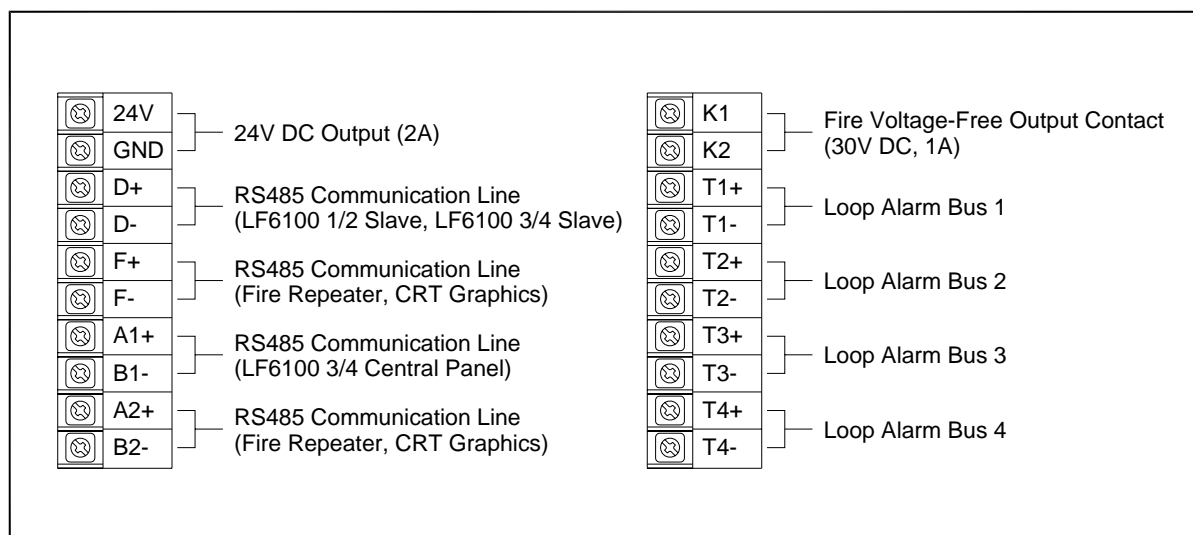 24V
GND
24V DC Output (2A)
D+
D-
RS485 Communication Line
(LF6100 1/2 Slave, LF6100 3/4 Slave)
F+
F-
RS485 Communication Line
(Fire Repeater, CRT Graphics)
A1+
B1-
RS485 Communication Line
(LF6100 3/4 Central Panel)
A2+
B2-
RS485 Communication Line
(Fire Repeater, CRT Graphics)
K1
K2
Fire Voltage-Free Output Contact
(30V DC, 1A)
T1+
T1-
Loop Alarm Bus 1
T2+
T2-
Loop Alarm Bus 2
T3+
T3-
Loop Alarm Bus 3
T4+
T4-
Loop Alarm Bus 4